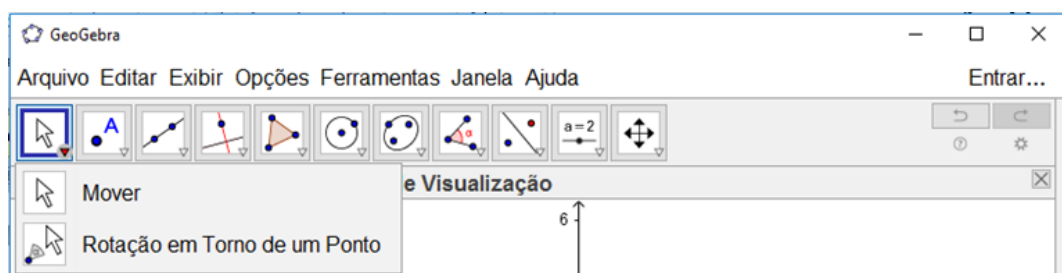 GeoGebra
Arquivo Editar Exibir Opções Ferramentas Janela Ajuda Entrar...
A α a=2
Mover e Visualização
6
Rotação em Torno de um Ponto